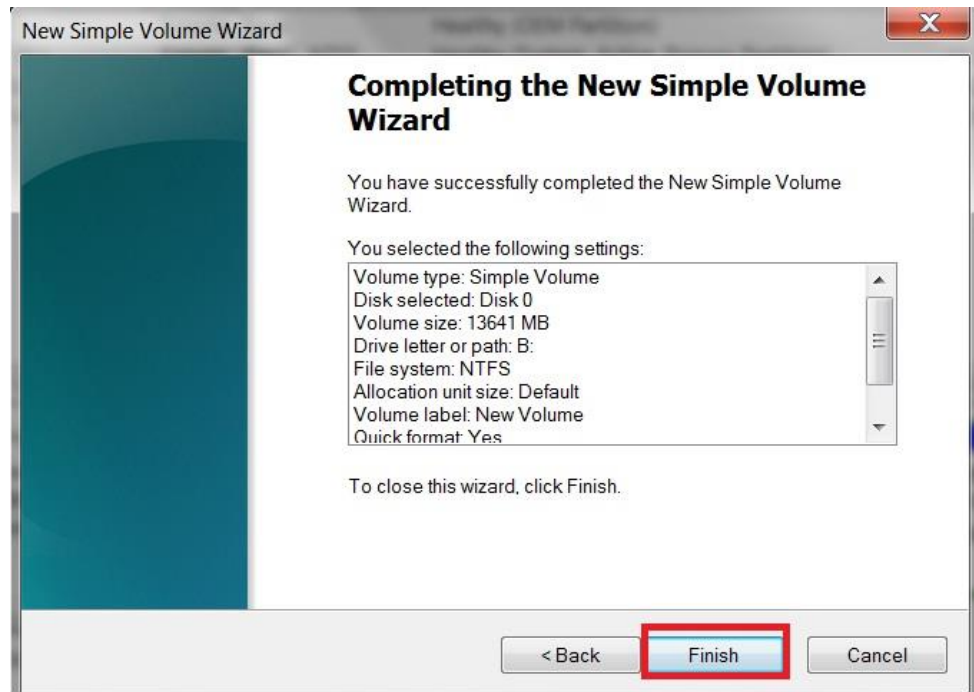 New Simple Volume Wizard
Healthy (OEM Partition)
Completing the New Simple Volume
Wizard
You have successfully completed the New Simple Volume
Wizard.
You selected the following settings:
Volume type: Simple Volume
Disk selected: Disk 0
Volume size: 13641 MB
Drive letter or path: B:
File system: NTFS
Allocation unit size: Default
Volume label: New Volume
Quick format: Yes
To close this wizard, click Finish.
< Back
Finish
Cancel